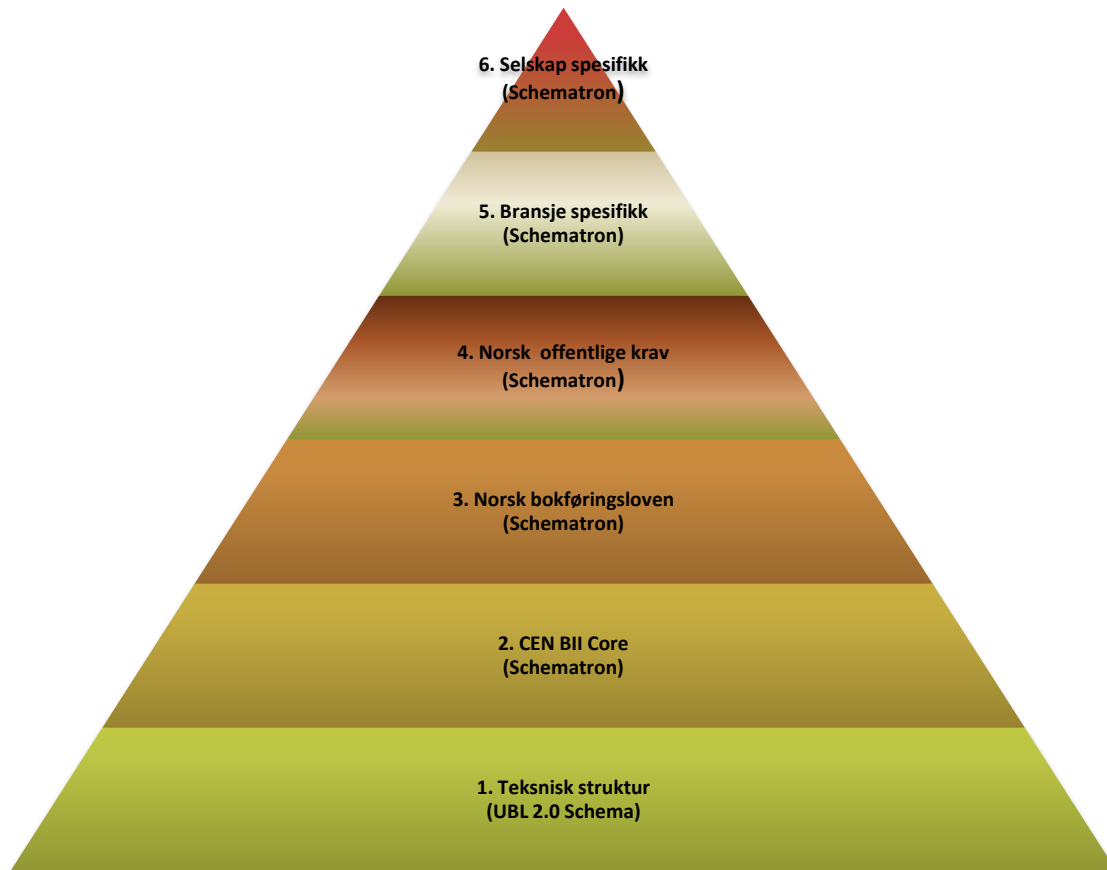 6. Selskap spesifikk
(Schematron)
5. Bransje spesifikk
(Schematron)
4. Norsk offentlige krav
(Schematron)
3. Norsk bokføringsloven
(Schematron)
2. CEN BII Core
(Schematron)
1. Teksnisk struktur
(UBL 2.0 Schema)